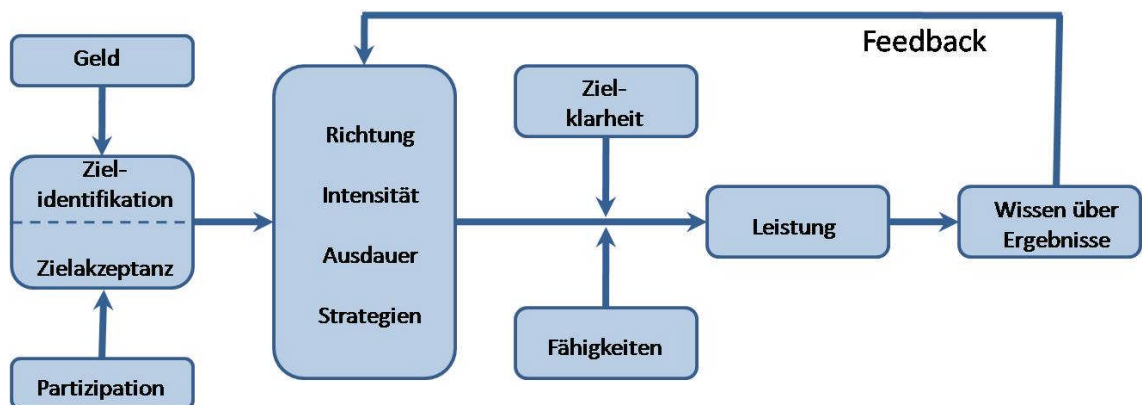 Geld
Ziel-
identifikation
Zielakzeptanz
Partizipation
Richtung
Intensität
Ausdauer
Strategien
Ziel-
klarheit
Fähigkeiten
Leistung
Wissen über
Ergebnisse
Feedback